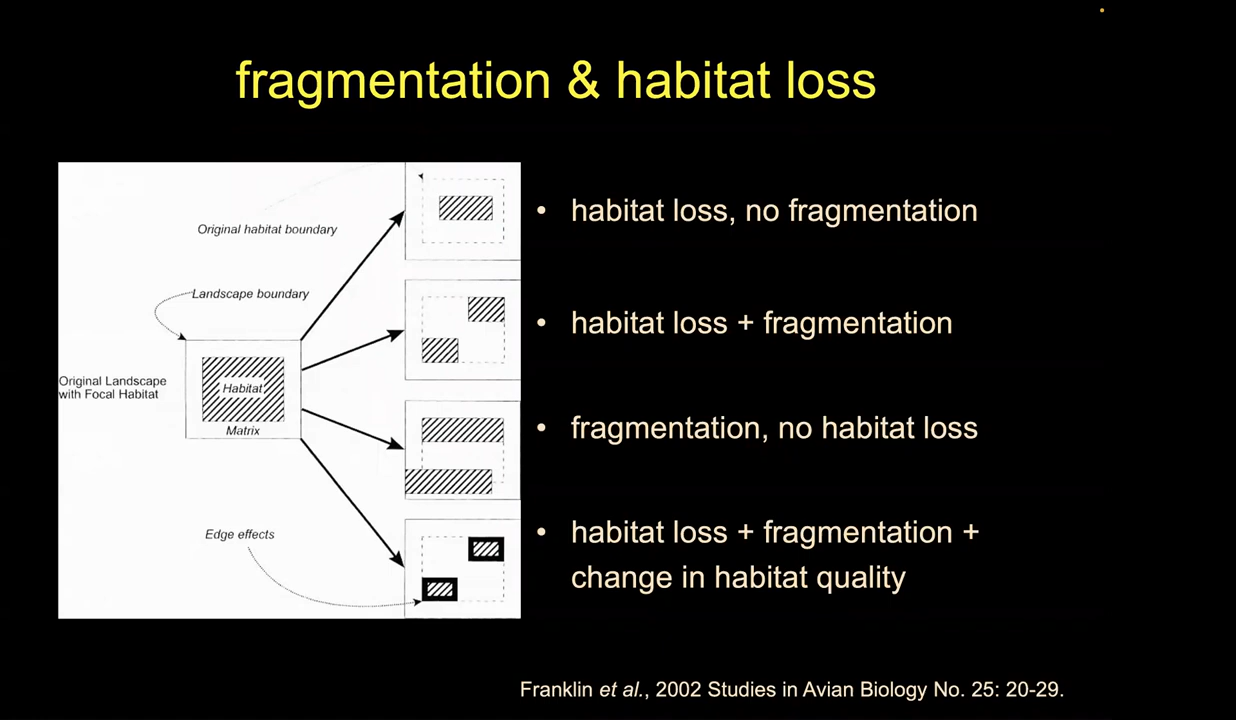 fragmentation & habitat loss
Original habitat boundary
Landscape boundary
Original Landscape
with Focal Habitat
Habitat
Matrix
Edge effects
• habitat loss, no fragmentation
• habitat loss + fragmentation
• fragmentation, no habitat loss
• habitat loss + fragmentation +
change in habitat quality
Franklin et al., 2002 Studies in Avian Biology No. 25: 20-29.